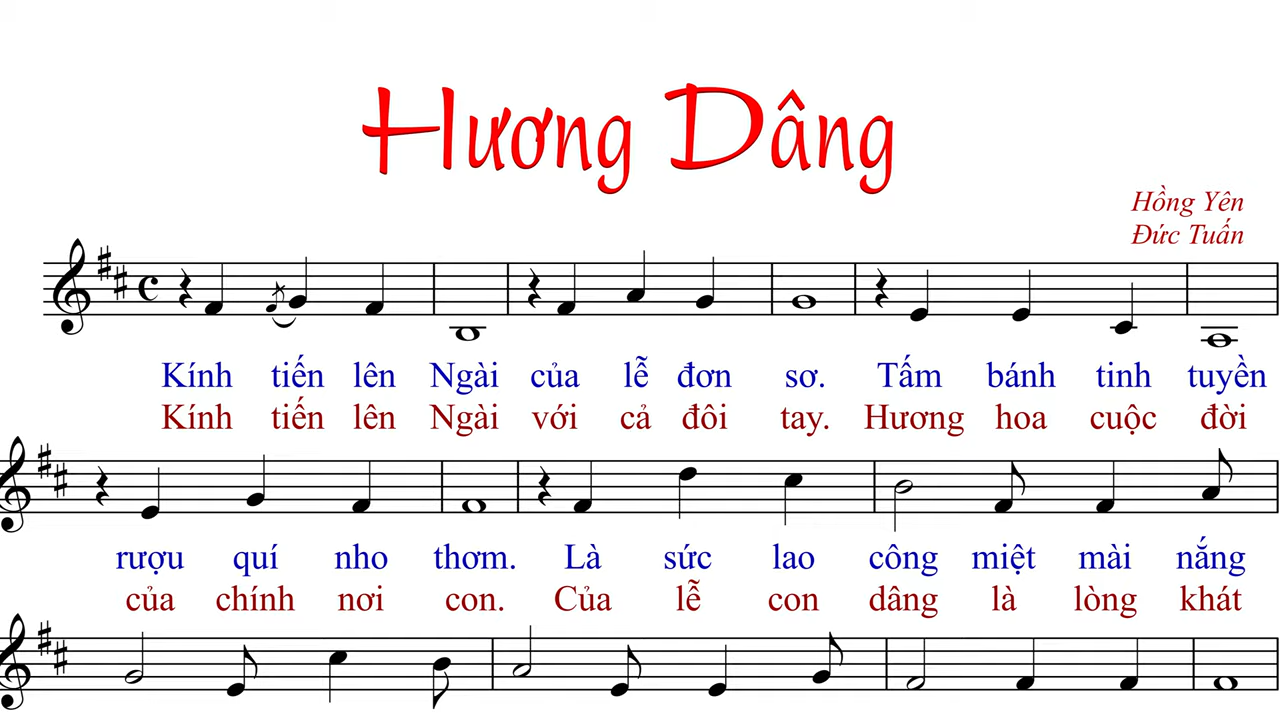 Hương Dâng
Hồng Yên
Đức Tuấn
Kính tiến lên Ngài của lễ đơn sơ. Tấm bánh tinh tuyền
Kính tiến lên Ngài với cả đôi tay. Hương hoa cuộc đời
rượu quí nho thơm. Là sức lao công miệt mài nắng
của chính nơi con. Của lễ con dâng là lòng khát